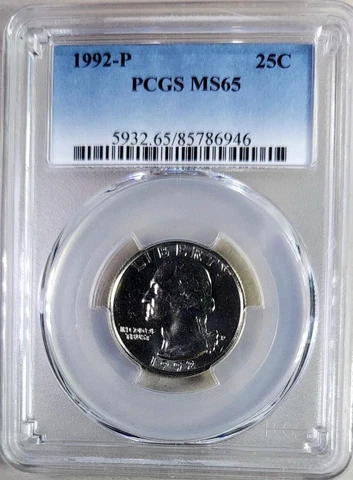 1992-P 25C
PCGS MS65
5932.65/85786946
LIBERTY
IN GOD WE
TRUST
P
1992